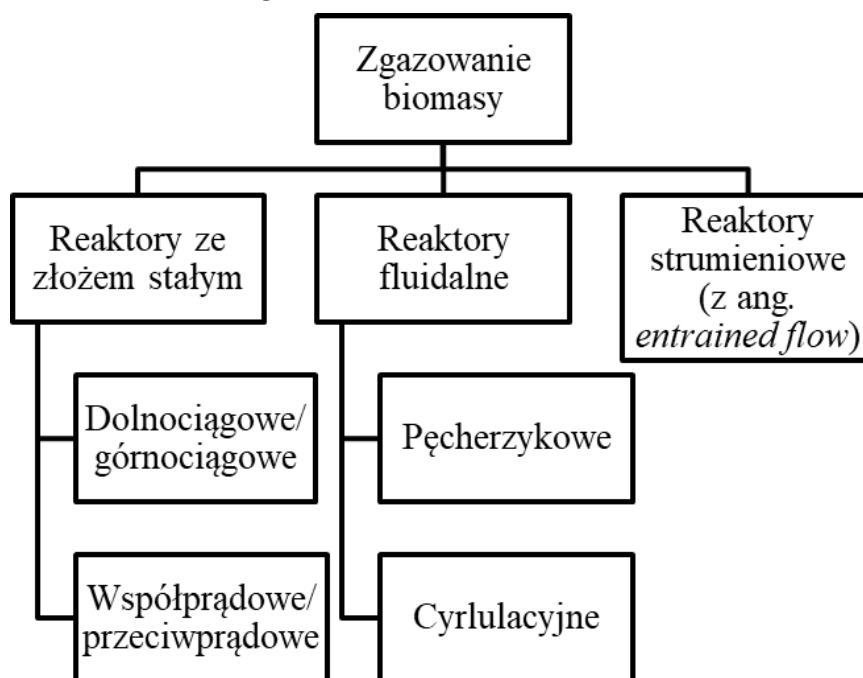 Zgazowanie
biomasy
Reaktory ze
złożem stałym
Reaktory
fluidalne
Reaktory
strumieniowe
(z ang.
entrained flow)
Dolnociągowe/
górnociągowe
Pęcherzykowe
Współprądowe/
przeciwprądowe
Cyrlulacyjne